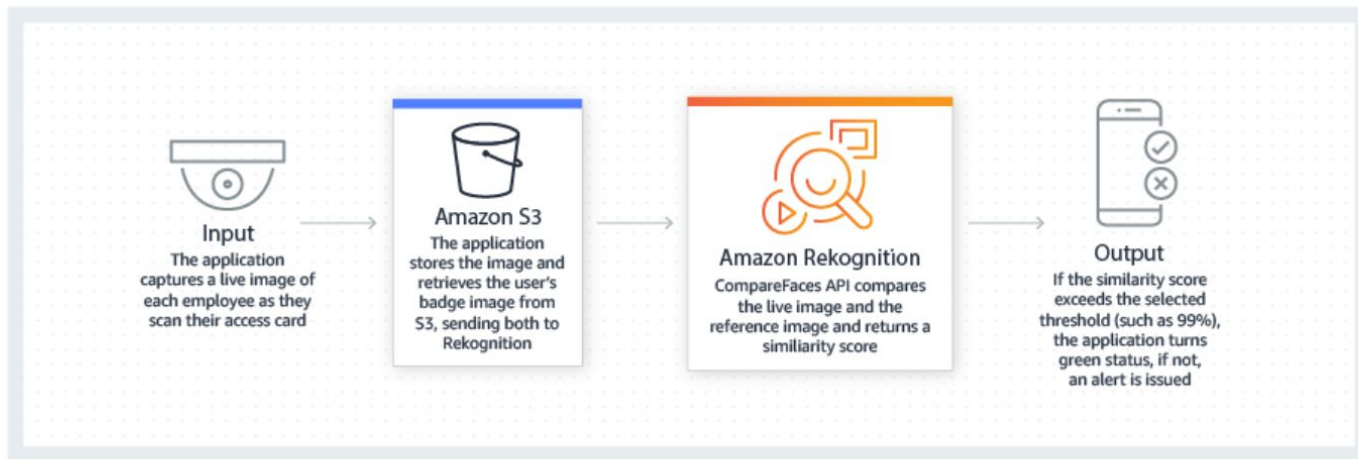 Input
The application
captures a live image of
each employee as they
scan their access card
Amazon S3
The application
stores the image and
retrieves the user's
badge image from
S3, sending both to
Rekognition
Amazon Rekognition
CompareFaces API compares
the live image and the
reference image and returns a
similiarity score
Output
If the similarity score
exceeds the selected
threshold (such as 99%),
the application turns
green status, if not,
an alert is issued